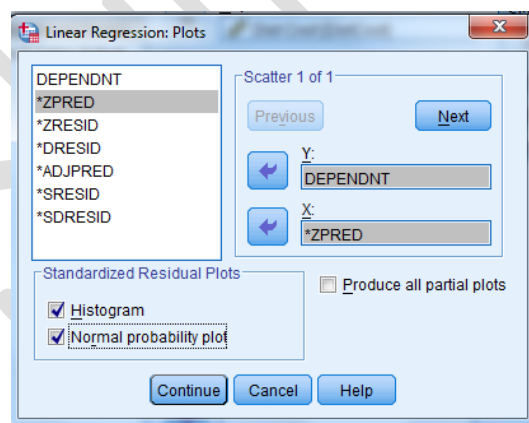 Linear Regression: Plots
X
DEPENDNT
*ZPRED
*ZRESID
*DRESID
*ADJPRED
*SRESID
*SDRESID
Scatter 1 of 1
Previous
Next
Y:
DEPENDNT
X:
*ZPRED
Standardized Residual Plots
Histogram
Normal probability plot
Produce all partial plots
Continue
Cancel
Help